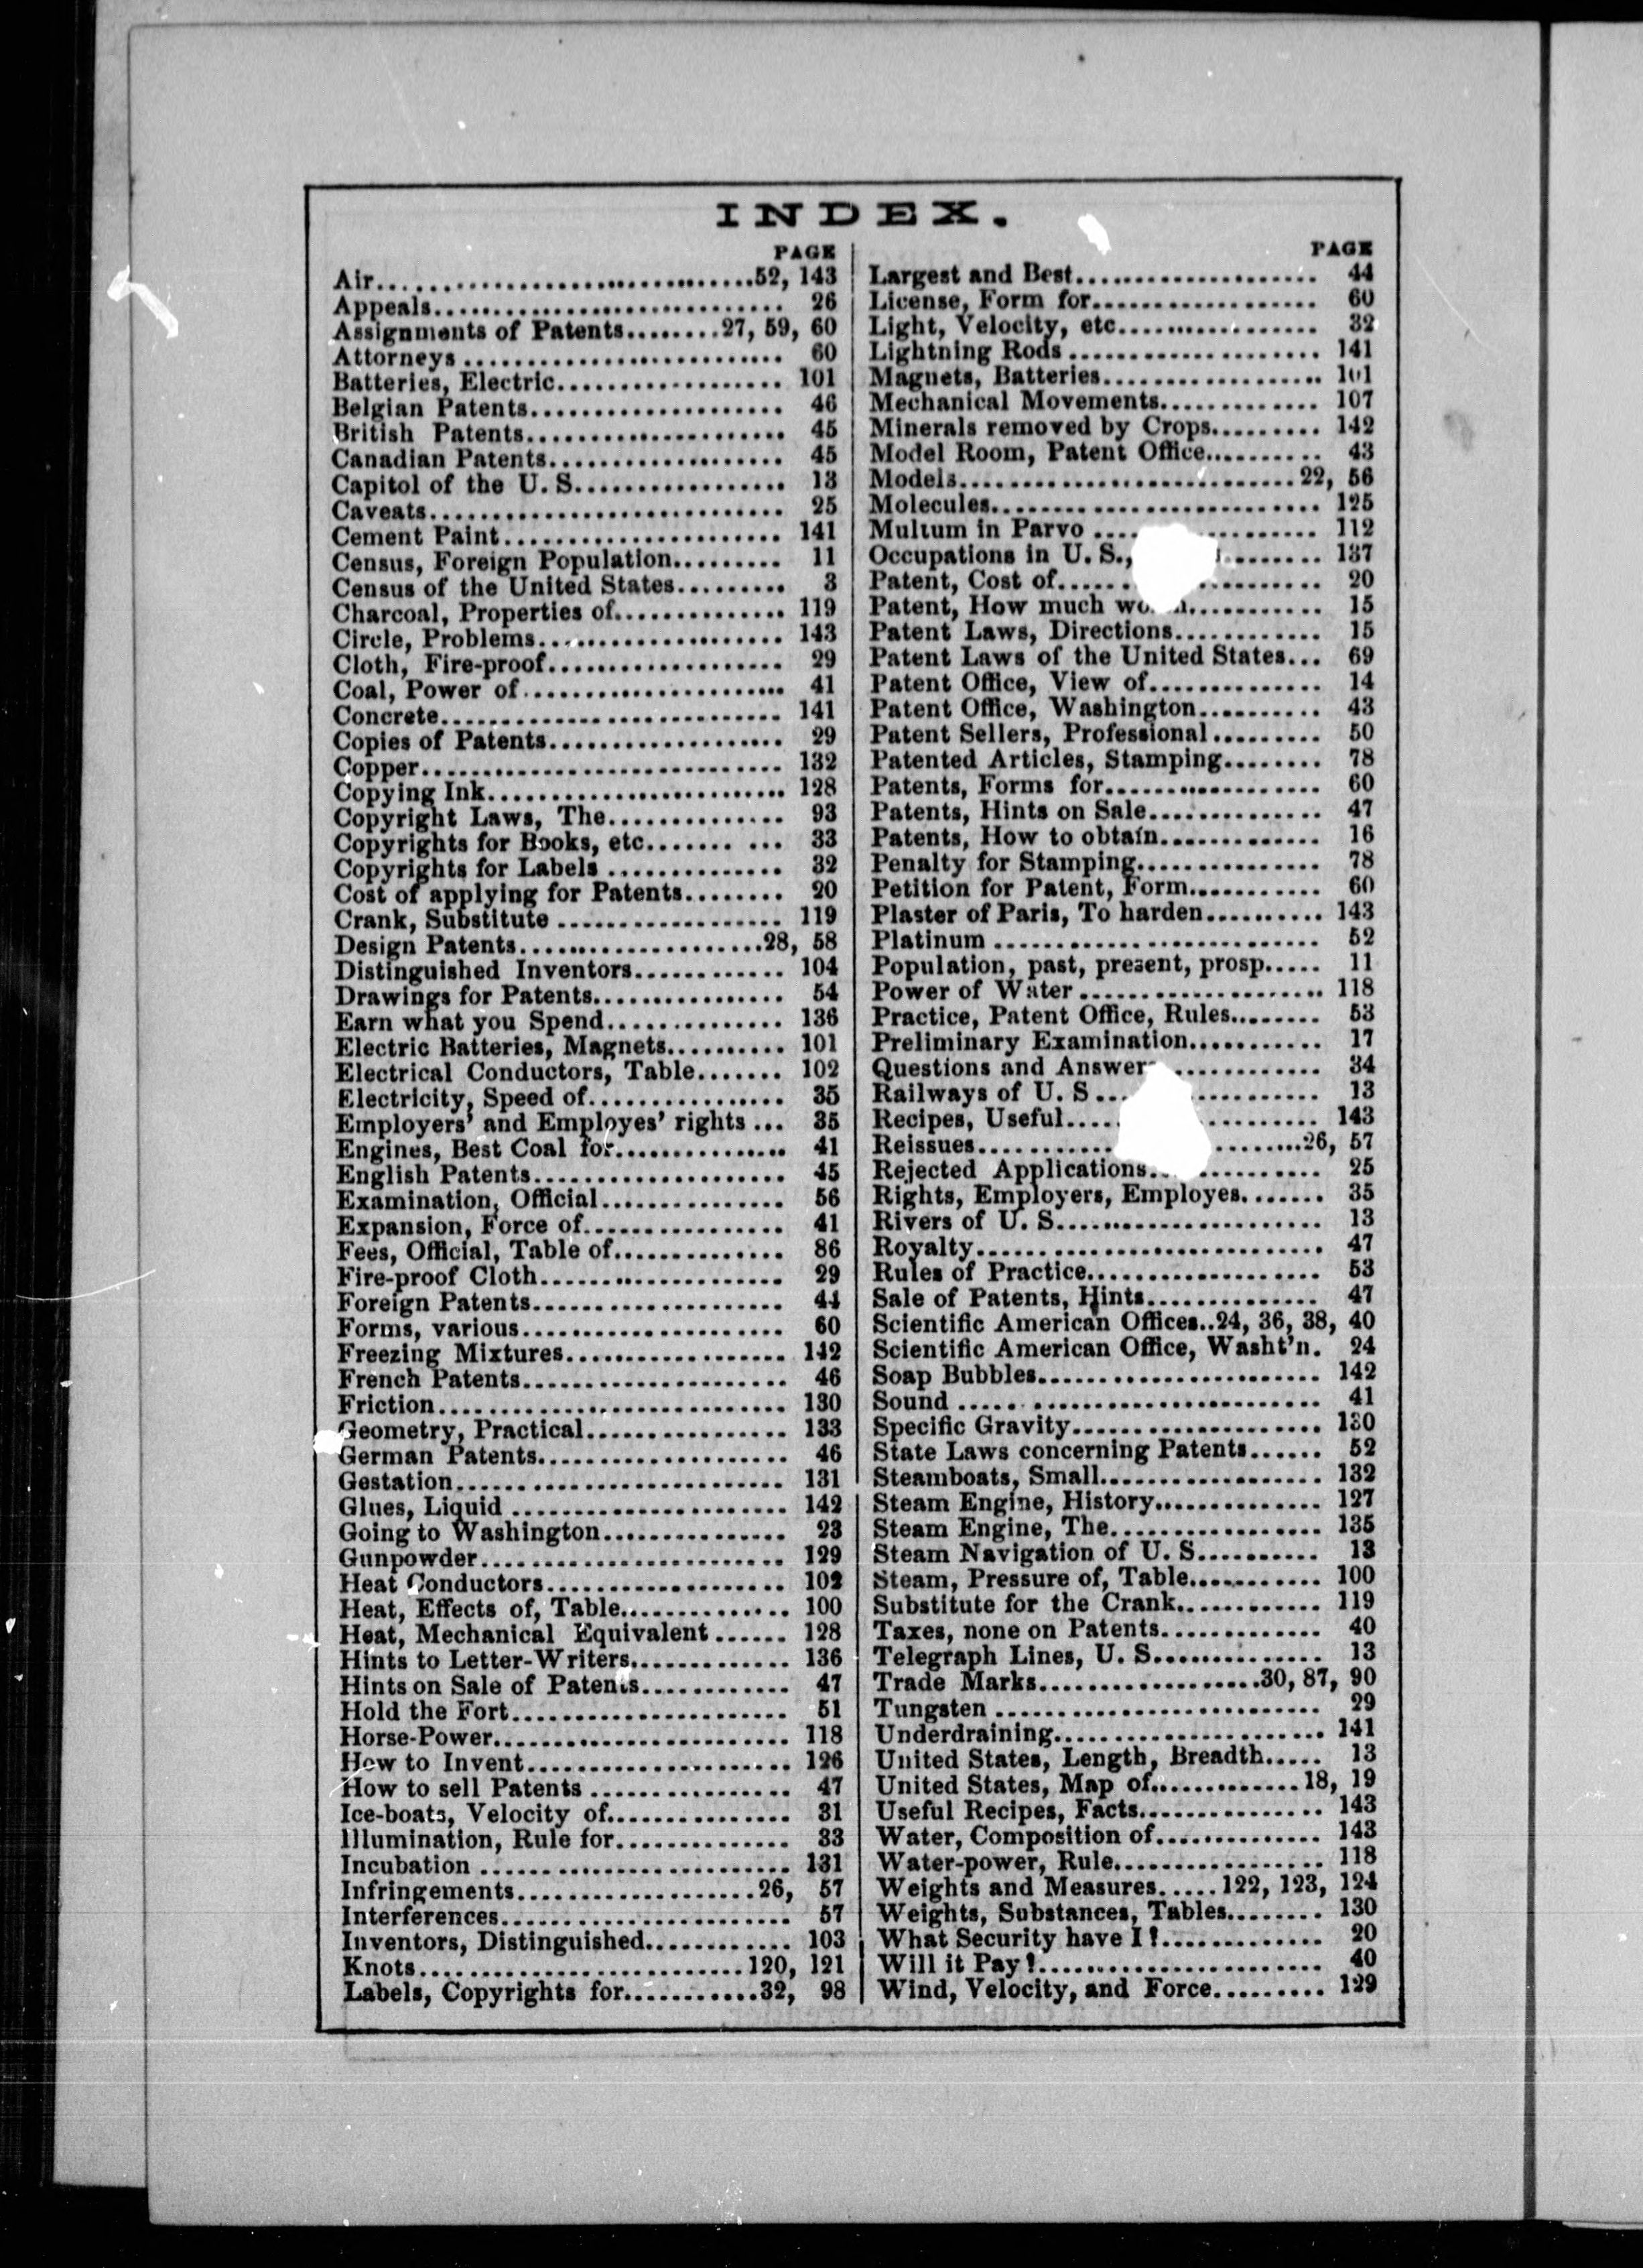 INDEX.
PAGE
Air..............................52, 143
Appeals............................ 26
Assignments of Patents........27, 59, 60
Attorneys.......................... 60
Batteries, Electric.................. 101
Belgian Patents.................... 46
British Patents..................... 45
Canadian Patents................... 45
Capitol of the U. S................. 13
Caveats............................ 25
Cement Paint...................... 141
Census, Foreign Population......... 11
Census of the United States......... 3
Charcoal, Properties of.............. 119
Circle, Problems.................... 143
Cloth, Fire-proof................... 29
Coal, Power of..................... 41
Concrete........................... 141
Copies of Patents................... 29
Copper............................. 132
Copying Ink........................ 128
Copyright Laws, The.............. 93
Copyrights for Books, etc....... ... 33
Copyrights for Labels .............. 32
Cost of applying for Patents........ 20
Crank, Substitute .................. 119
Design Patents....................28, 58
Distinguished Inventors............ 104
Drawings for Patents................ 54
Earn what you Spend.............. 136
Electric Batteries, Magnets.......... 101
Electrical Conductors, Table....... 102
Electricity, Speed of................ 35
Employers' and Employes' rights ... 35
Engines, Best Coal for............... 41
English Patents.................... 45
Examination, Official............... 56
Expansion, Force of................ 41
Fees, Official, Table of.............. 86
Fire-proof Cloth.................... 29
Foreign Patents.................... 44
Forms, various..................... 60
Freezing Mixtures.................. 142
French Patents..................... 46
Friction............................ 130
Geometry, Practical................ 133
German Patents.................... 46
Gestation.......................... 131
Glues, Liquid ...................... 142
Going to Washington............... 23
Gunpowder........................ 129
Heat Conductors................... 102
Heat, Effects of, Table.............. 100
Heat, Mechanical Equivalent ...... 128
Hints to Letter-Writers............. 136
Hints on Sale of Patents............ 47
Hold the Fort...................... 51
Horse-Power........................ 118
How to Invent..................... 126
How to sell Patents ................ 47
Ice-boats, Velocity of............... 31
Illumination, Rule for.............. 33
Incubation ......................... 131
Infringements...................26, 57
Interferences....................... 57
Inventors, Distinguished............ 103
Knots..........................120, 121
Labels, Copyrights for...........32, 98
PAGE
Largest and Best.................... 44
License, Form for.................. 60
Light, Velocity, etc................ 32
Lightning Rods .................... 141
Magnets, Batteries.................. 101
Mechanical Movements............. 107
Minerals removed by Crops......... 142
Model Room, Patent Office.......... 43
Models...........................22, 56
Molecules.......................... 125
Multum in Parvo .... ........... 112
Occupations in U. S., ........ 137
Patent, Cost of...... .......... 20
Patent, How much ........... 15
Patent Laws, Directions............ 15
Patent Laws of the United States... 69
Patent Office, View of.............. 14
Patent Office, Washington.......... 43
Patent Sellers, Professional......... 50
Patented Articles, Stamping........ 78
Patents, Forms for................. 60
Patents, Hints on Sale.............. 47
Patents, How to obtain............. 16
Penalty for Stamping............... 78
Petition for Patent, Form........... 60
Plaster of Paris, To harden.......... 143
Platinum .......................... 52
Population, past, present, prosp..... 11
Power of Water .................... 118
Practice, Patent Office, Rules........ 53
Preliminary Examination........... 17
Questions and Answer ............ 34
Railways of U. S... ........... 13
Recipes, Useful.... .......... 143
Reissues........... ........26, 57
Rejected Applications. .......... 25
Rights, Employers, Employes....... 35
Rivers of U. S...................... 13
Royalty............................ 47
Rules of Practice................... 53
Sale of Patents, Hints.............. 47
Scientific American Offices..24, 36, 38, 40
Scientific American Office, Washt'n. 24
Soap Bubbles....................... 142
Sound ............................. 41
Specific Gravity.................... 130
State Laws concerning Patents...... 52
Steamboats, Small.................. 132
Steam Engine, History.............. 127
Steam Engine, The................. 135
Steam Navigation of U. S.......... 13
Steam, Pressure of, Table........... 100
Substitute for the Crank............ 119
Taxes, none on Patents............. 40
Telegraph Lines, U. S.............. 13
Trade Marks..................30, 87, 90
Tungsten .......................... 29
Underdraining...................... 141
United States, Length, Breadth..... 13
United States, Map of............18, 19
Useful Recipes, Facts............... 143
Water, Composition of.............. 143
Water-power, Rule................. 118
Weights and Measures.....122, 123, 124
Weights, Substances, Tables........ 130
What Security have I?............. 20
Will it Pay?....................... 40
Wind, Velocity, and Force......... 129